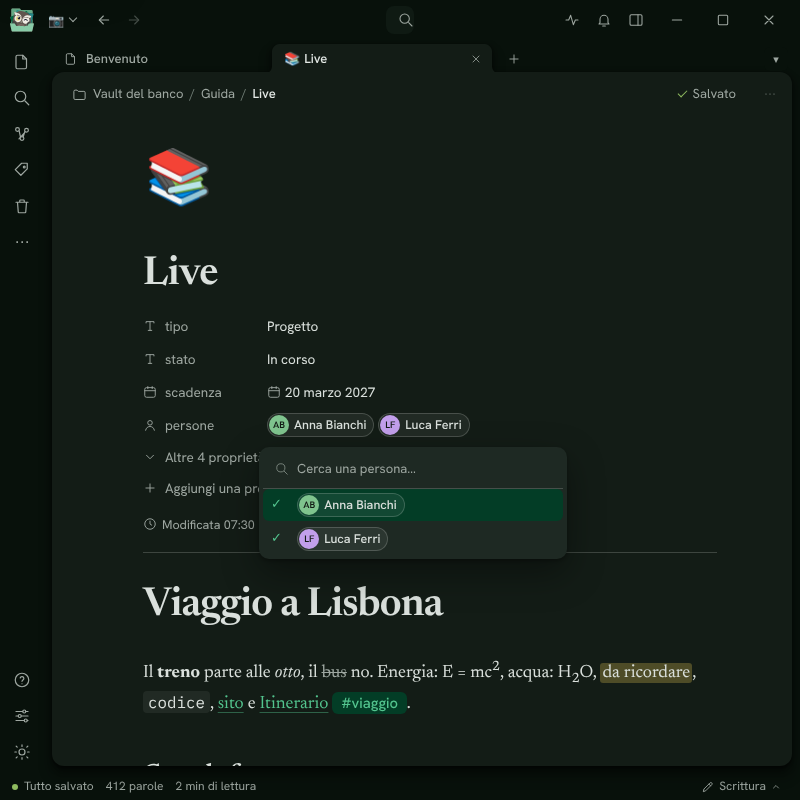 Benvenuto
Live
Vault del banco / Guida / Live
Salvato
Live
tipo Progetto
stato In corso
scadenza 20 marzo 2027
persone AB Anna Bianchi LF Luca Ferri
Altre 4
Cerca una persona...
Aggiungi una
AB Anna Bianchi
Modificata 07:30
LF Luca Ferri
Viaggio a Lisbona
Il treno parte alle otto, il bus no. Energia: E = mc², acqua: H₂O, da ricordare,
codice, sito e Itinerario #viaggio.
Tutto salvato 412 parole 2 min di lettura
Scrittura